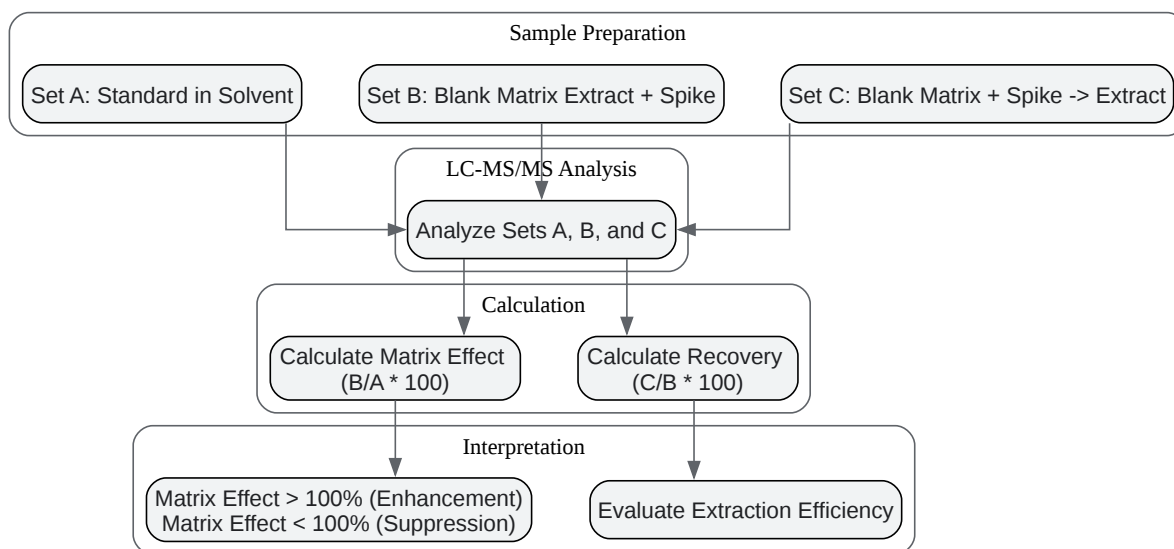 Sample Preparation
Set A: Standard in Solvent
Set B: Blank Matrix Extract + Spike
Set C: Blank Matrix + Spike -> Extract
LC-MS/MS Analysis
Analyze Sets A, B, and C
Calculation
Calculate Matrix Effect
(B/A * 100)
Calculate Recovery
(C/B * 100)
Interpretation
Matrix Effect > 100% (Enhancement)
Matrix Effect < 100% (Suppression)
Evaluate Extraction Efficiency